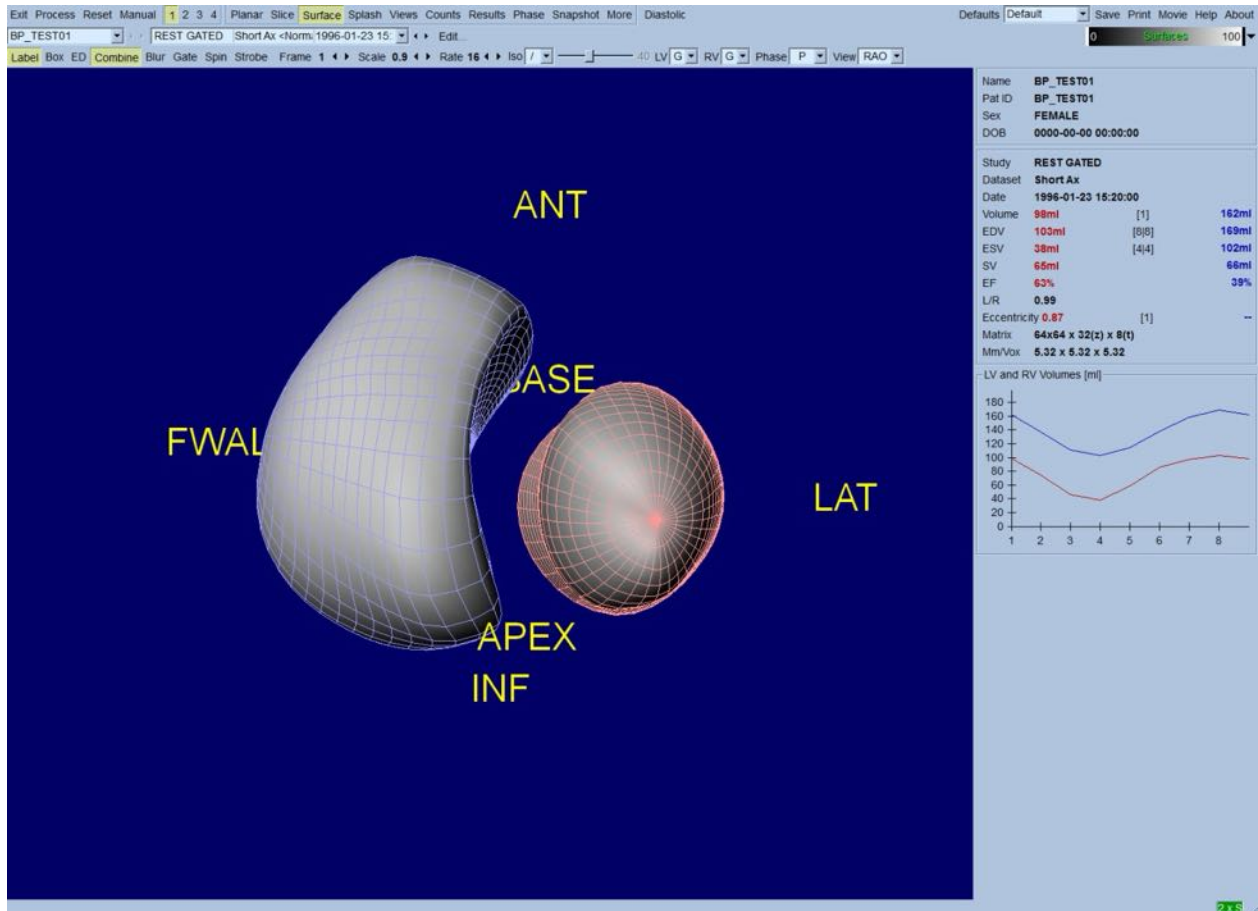 Exit Process Reset Manual 1 2 3 4 Planar Slice Surface Splash Views Counts Results Phase Snapshot More Diastolic Defaults Default Save Print Movie Help About
BP_TEST01 REST GATED Short Ax <Norm 1996-01-23 15: Edit... 0 Surfaces 100
Label Box ED Combine Blur Gate Spin Strobe Frame 1 Scale 0.9 Rate 16 Iso / 40 LV G RV G Phase P View RAO
ANT
BASE
FWAL
LAT
APEX
INF
Name BP_TEST01
Pat ID BP_TEST01
Sex FEMALE
DOB 0000-00-00 00:00:00
Study REST GATED
Dataset Short Ax
Date 1996-01-23 15:20:00
Volume 98ml [1] 162ml
EDV 103ml [8|8] 169ml
ESV 38ml [4|4] 102ml
SV 65ml 66ml
EF 63% 39%
L/R 0.99
Eccentricity 0.87 [1] --
Matrix 64x64 x 32(z) x 8(t)
Mm/Vox 5.32 x 5.32 x 5.32
LV and RV Volumes [ml]
180
160
140
120
100
80
60
40
20
0
1 2 3 4 5 6 7 8
2 x S